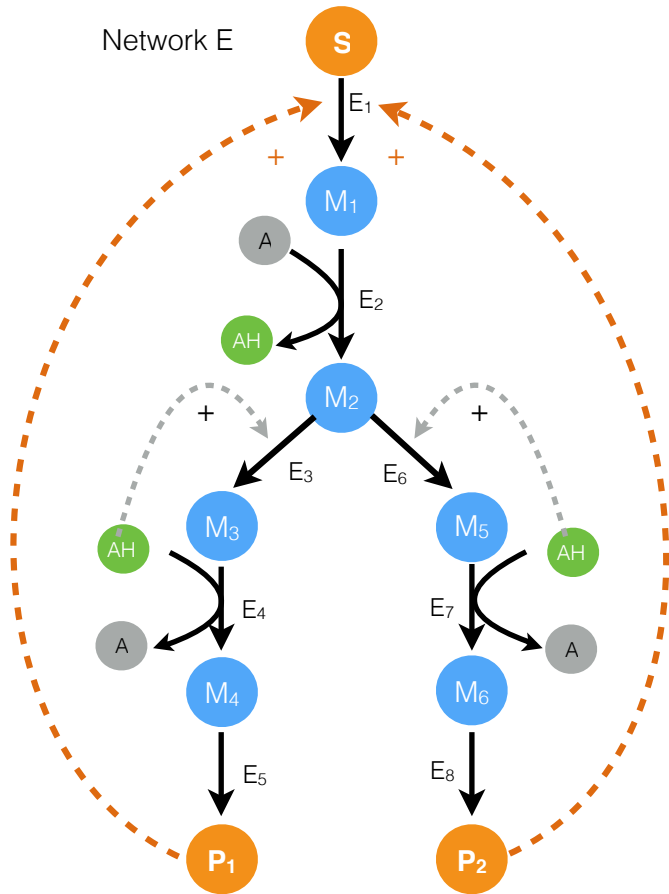 Network E
S
E₁
+ +
M₁
A
E₂
AH
M₂
+ +
E₃ E₆
M₃ M₅
AH AH
E₄ E₇
A A
M₄ M₆
E₅ E₈
P₁ P₂